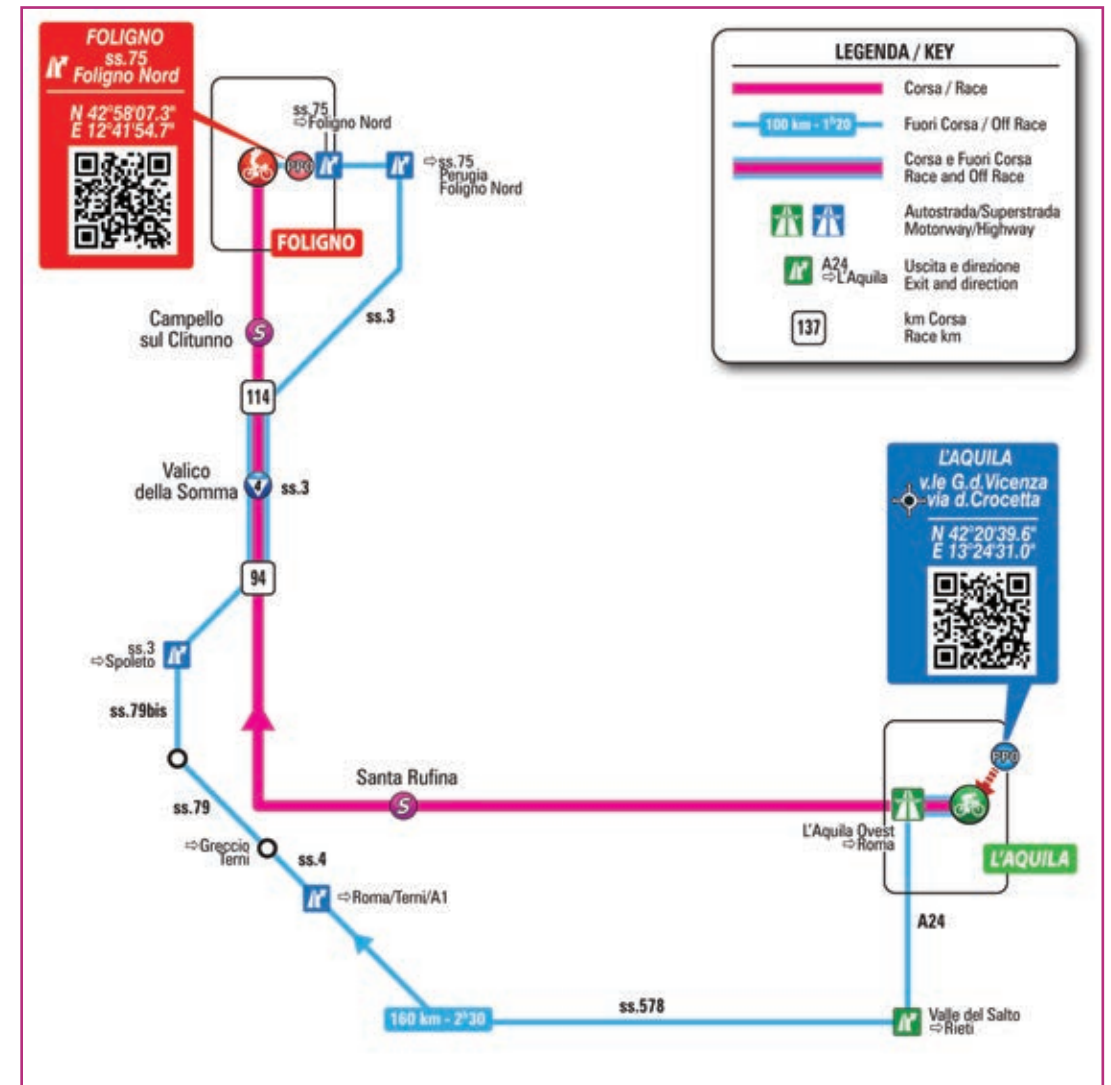 FOLIGNO
ss.75
Foligno Nord
N 42°58'07.3"
E 12°41'54.7"
LEGENDA / KEY
Corsa / Race
100 km - 1h20
Fuori Corsa / Off Race
Corsa e Fuori Corsa
Race and Off Race
Autostrada/Superstrada
Motorway/Highway
A24
⇨L'Aquila
Uscita e direzione
Exit and direction
137
km Corsa
Race km
ss.75
⇨Foligno Nord
PPO
⇨ss.75
Perugia
Foligno Nord
FOLIGNO
ss.3
Campello
sul Clitunno
S
114
Valico
della Somma
4
ss.3
94
L'AQUILA
v.le G.d.Vicenza
via d.Crocetta
N 42°20'39.6"
E 13°24'31.0"
ss.3
⇨Spoleto
ss.79bis
PPO
Santa Rufina
S
ss.79
L'Aquila Ovest
⇨Roma
⇨Greccio
Terni
ss.4
L'AQUILA
⇨Roma/Terni/A1
A24
160 km - 2h30
ss.578
Valle del Salto
⇨Rieti